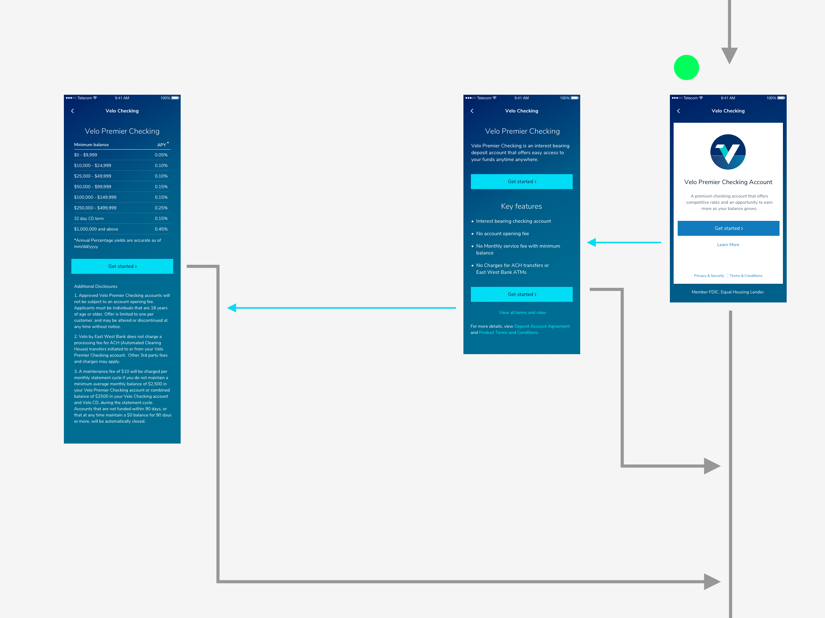 Telecom 9:41 AM 100%
Velo Checking
Velo Premier Checking
Minimum balance APY*
$0 - $9,999 0.05%
$10,000 - $24,999 0.10%
$25,000 - $49,999 0.10%
$50,000 - $99,999 0.15%
$100,000 - $249,999 0.10%
$250,000 - $499,999 0.25%
32 day CD term 0.10%
$1,000,000 and above 0.45%
*Annual Percentage yields are accurate as of
mm/dd/yyyy
Get started ›
Additional Disclosures
1. Approved Velo Premier Checking accounts will
not be subject to an account opening fee.
Applicants must be individuals that are 18 years
of age or older. Offer is limited to one per
customer, and may be altered or discontinued at
any time without notice.
2. Velo by East West Bank does not charge a
processing fee for ACH (Automated Clearing
House) transfers initiated to or from your Velo
Premier Checking account. Other 3rd party fees
and charges may apply.
3. A maintenance fee of $10 will be charged per
monthly statement cycle if you do not maintain a
minimum average monthly balance of $2,500 in
your Velo Premier Checking account or combined
balance of $2500 in your Velo Checking account
and Velo CD, during the statement cycle.
Accounts that are not funded within 90 days, or
that at any time maintain a $0 balance for 90 days
or more, will be automatically closed.
Telecom 9:41 AM 100%
Velo Checking
Velo Premier Checking
Velo Premier Checking is an interest bearing
deposit account that offers easy access to
your funds anytime anywhere.
Get started ›
Key features
• Interest bearing checking account
• No account opening fee
• No Monthly service fee with minimum
balance
• No Charges for ACH transfers or
East West Bank ATMs
Get started ›
View all terms and rates
For more details, view Deposit Account Agreement
and Product Terms and Conditions.
Telecom 9:41 AM 100%
Velo Checking
Velo Premier Checking Account
A premium checking account that offers
competitive rates and an opportunity to earn
more as your balance grows.
Get started ›
Learn More
Privacy & Security | Terms & Conditions
Member FDIC. Equal Housing Lender.